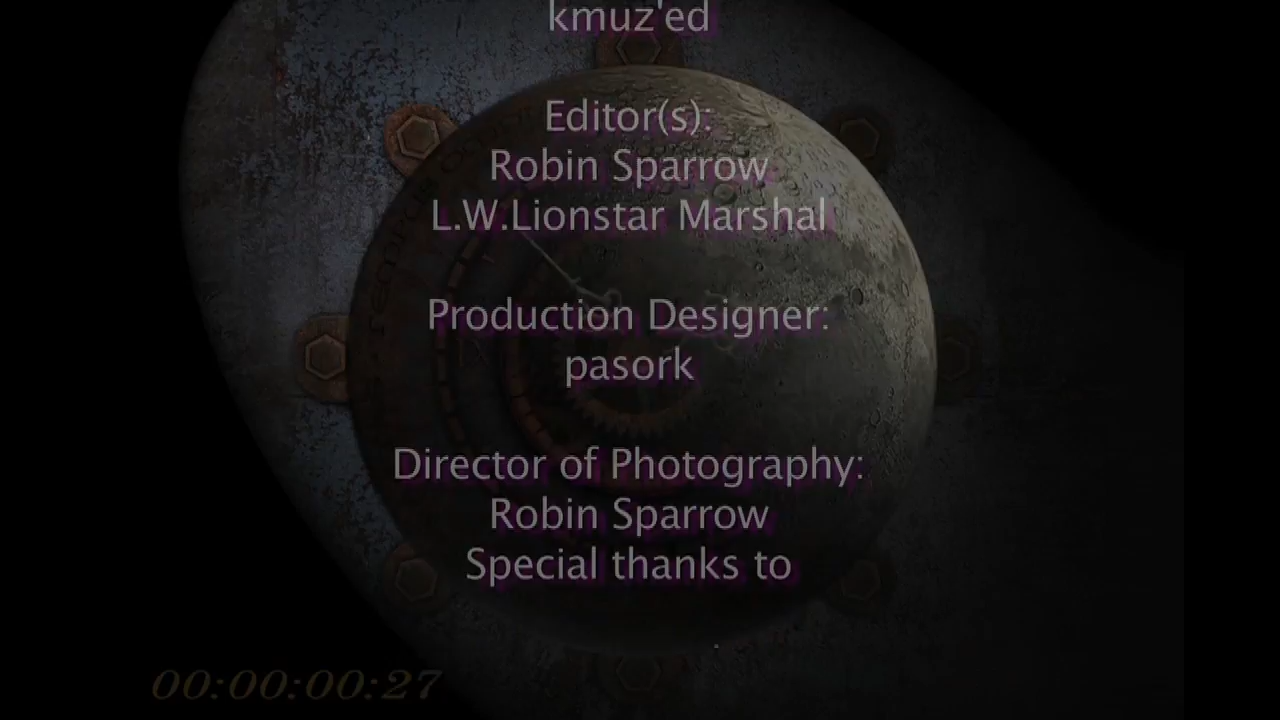 kmuz'ed
Editor(s):
Robin Sparrow
L.W.Lionstar Marshal
Production Designer:
pasork
Director of Photography:
Robin Sparrow
Special thanks to
00:00:00:27